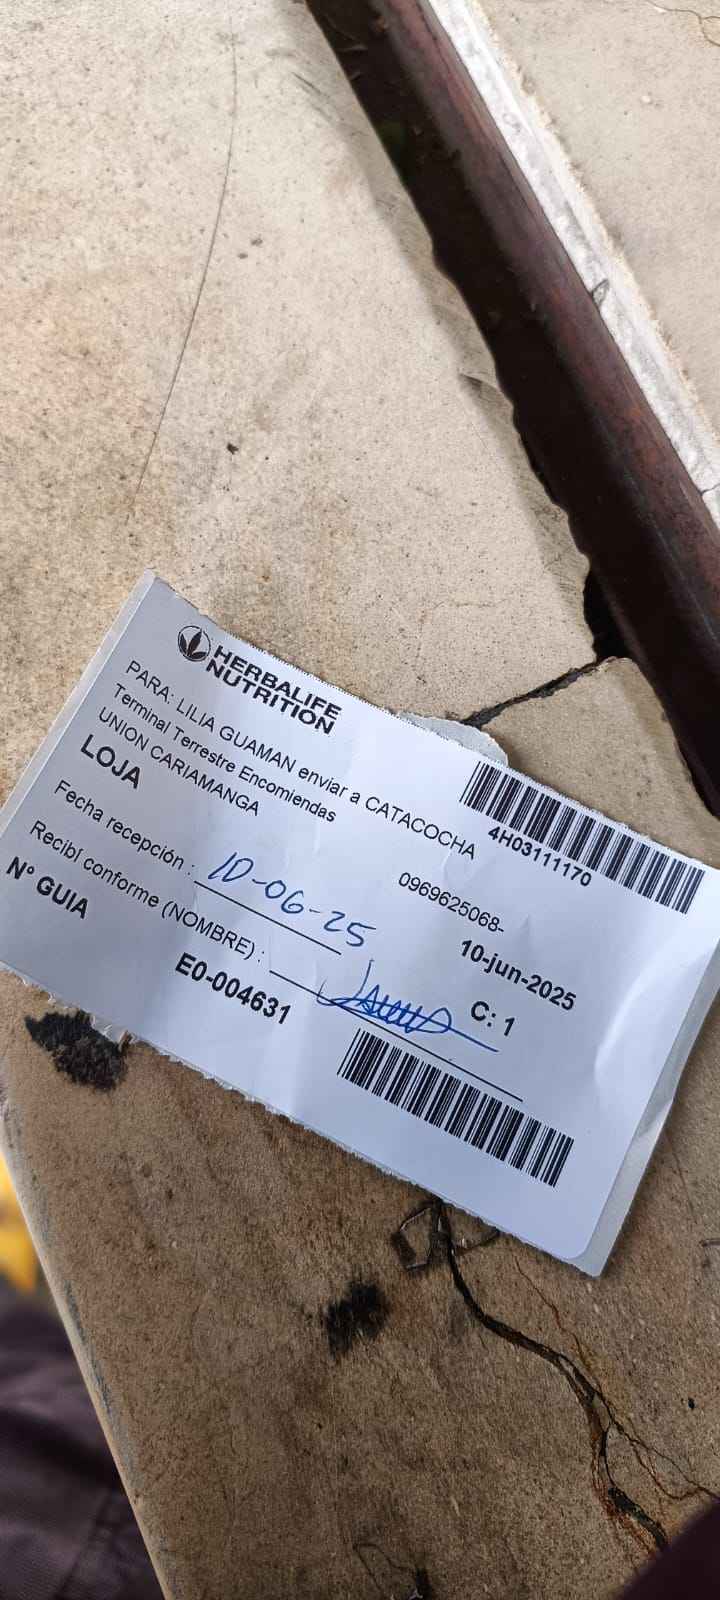 HERBALIFE
NUTRITION
PARA: LILIA GUAMAN enviar a CATACOCHA
Terminal Terrestre Encomiendas
UNION CARIAMANGA
LOJA
4H03111170
0969625068-
Fecha recepción : 10-06-25
10-jun-2025
Recibí conforme (NOMBRE) :
C: 1
N° GUIA
E0-004631